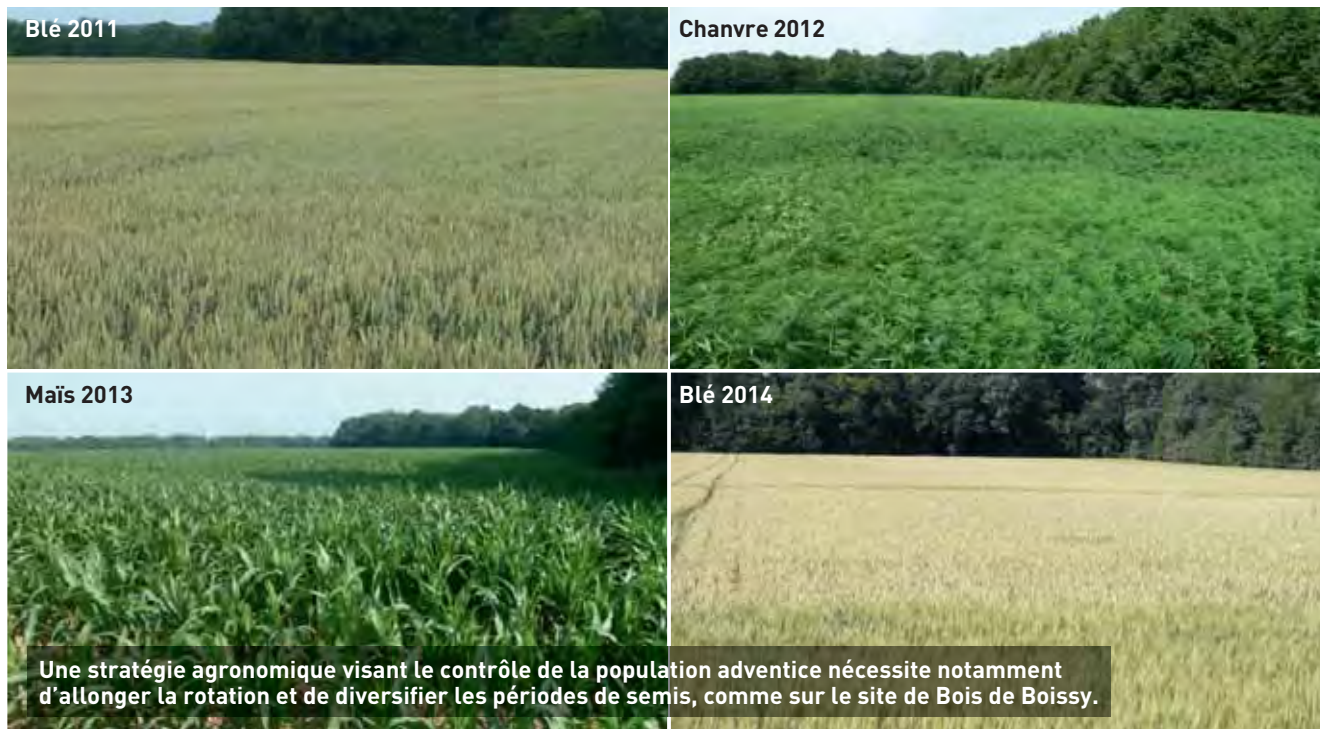 Blé 2011
Chanvre 2012
Maïs 2013
Blé 2014
Une stratégie agronomique visant le contrôle de la population adventice nécessite notamment
d'allonger la rotation et de diversifier les périodes de semis, comme sur le site de Bois de Boissy.